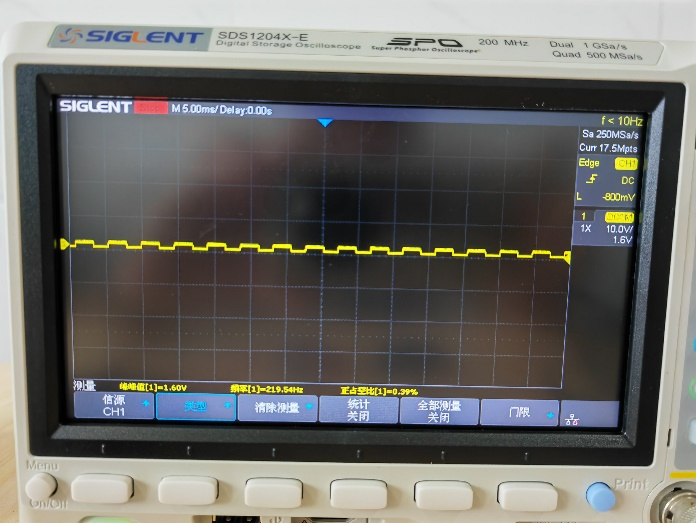 SIGLENT SDS1204X-E
Digital Storage Oscilloscope
SPO
Super Phosphor Oscilloscope
200 MHz
Dual 1 GSa/s
Quad 500 MSa/s
SIGLENT M 5.00ms/ Delay:0.00s
f < 10Hz
Sa 250MSa/s
Curr 17.5Mpts
Edge CH1
DC
L -800mV
1
1X 10.0V/
1.6V
测量 峰峰值[1]=1.60V 频率[1]=219.54Hz 正占空比[1]=0.39%
信源
CH1
类型
清除测量
统计
关闭
全部测量
关闭
门限
Menu
On/Off
Print